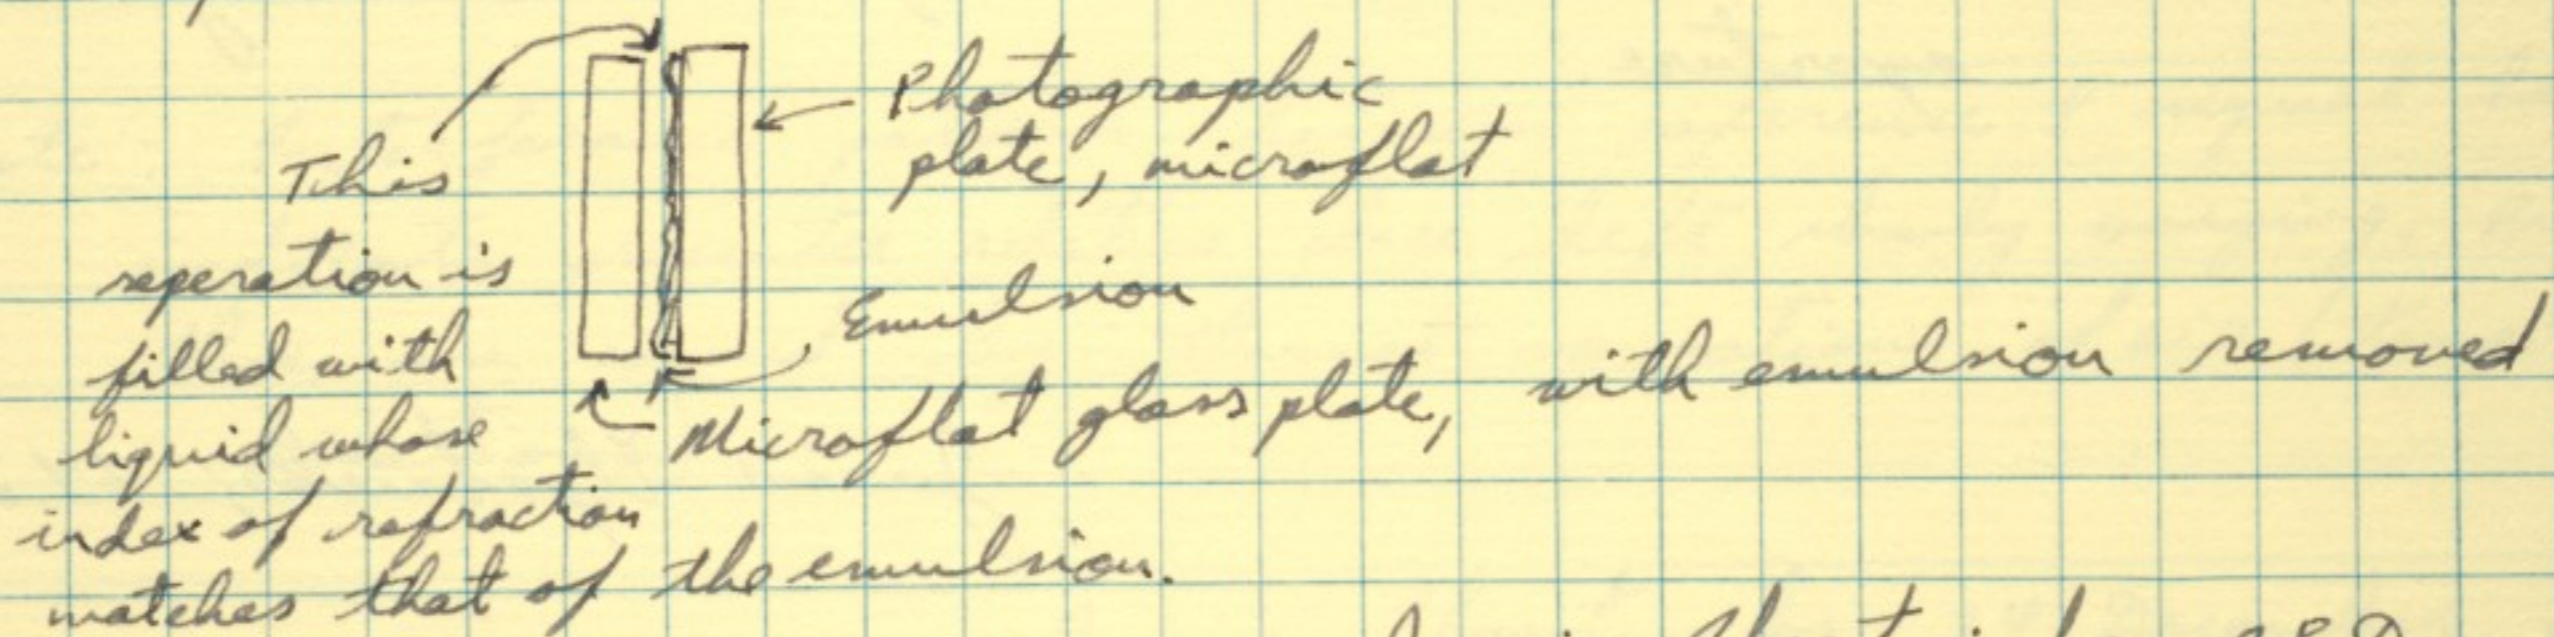 Photographic
plate, microflat
This
seperation is
filled with
liquid whose
index of refraction
matches that of the emulsion.
Emulsion
Microflat glass plate, with emulsion removed